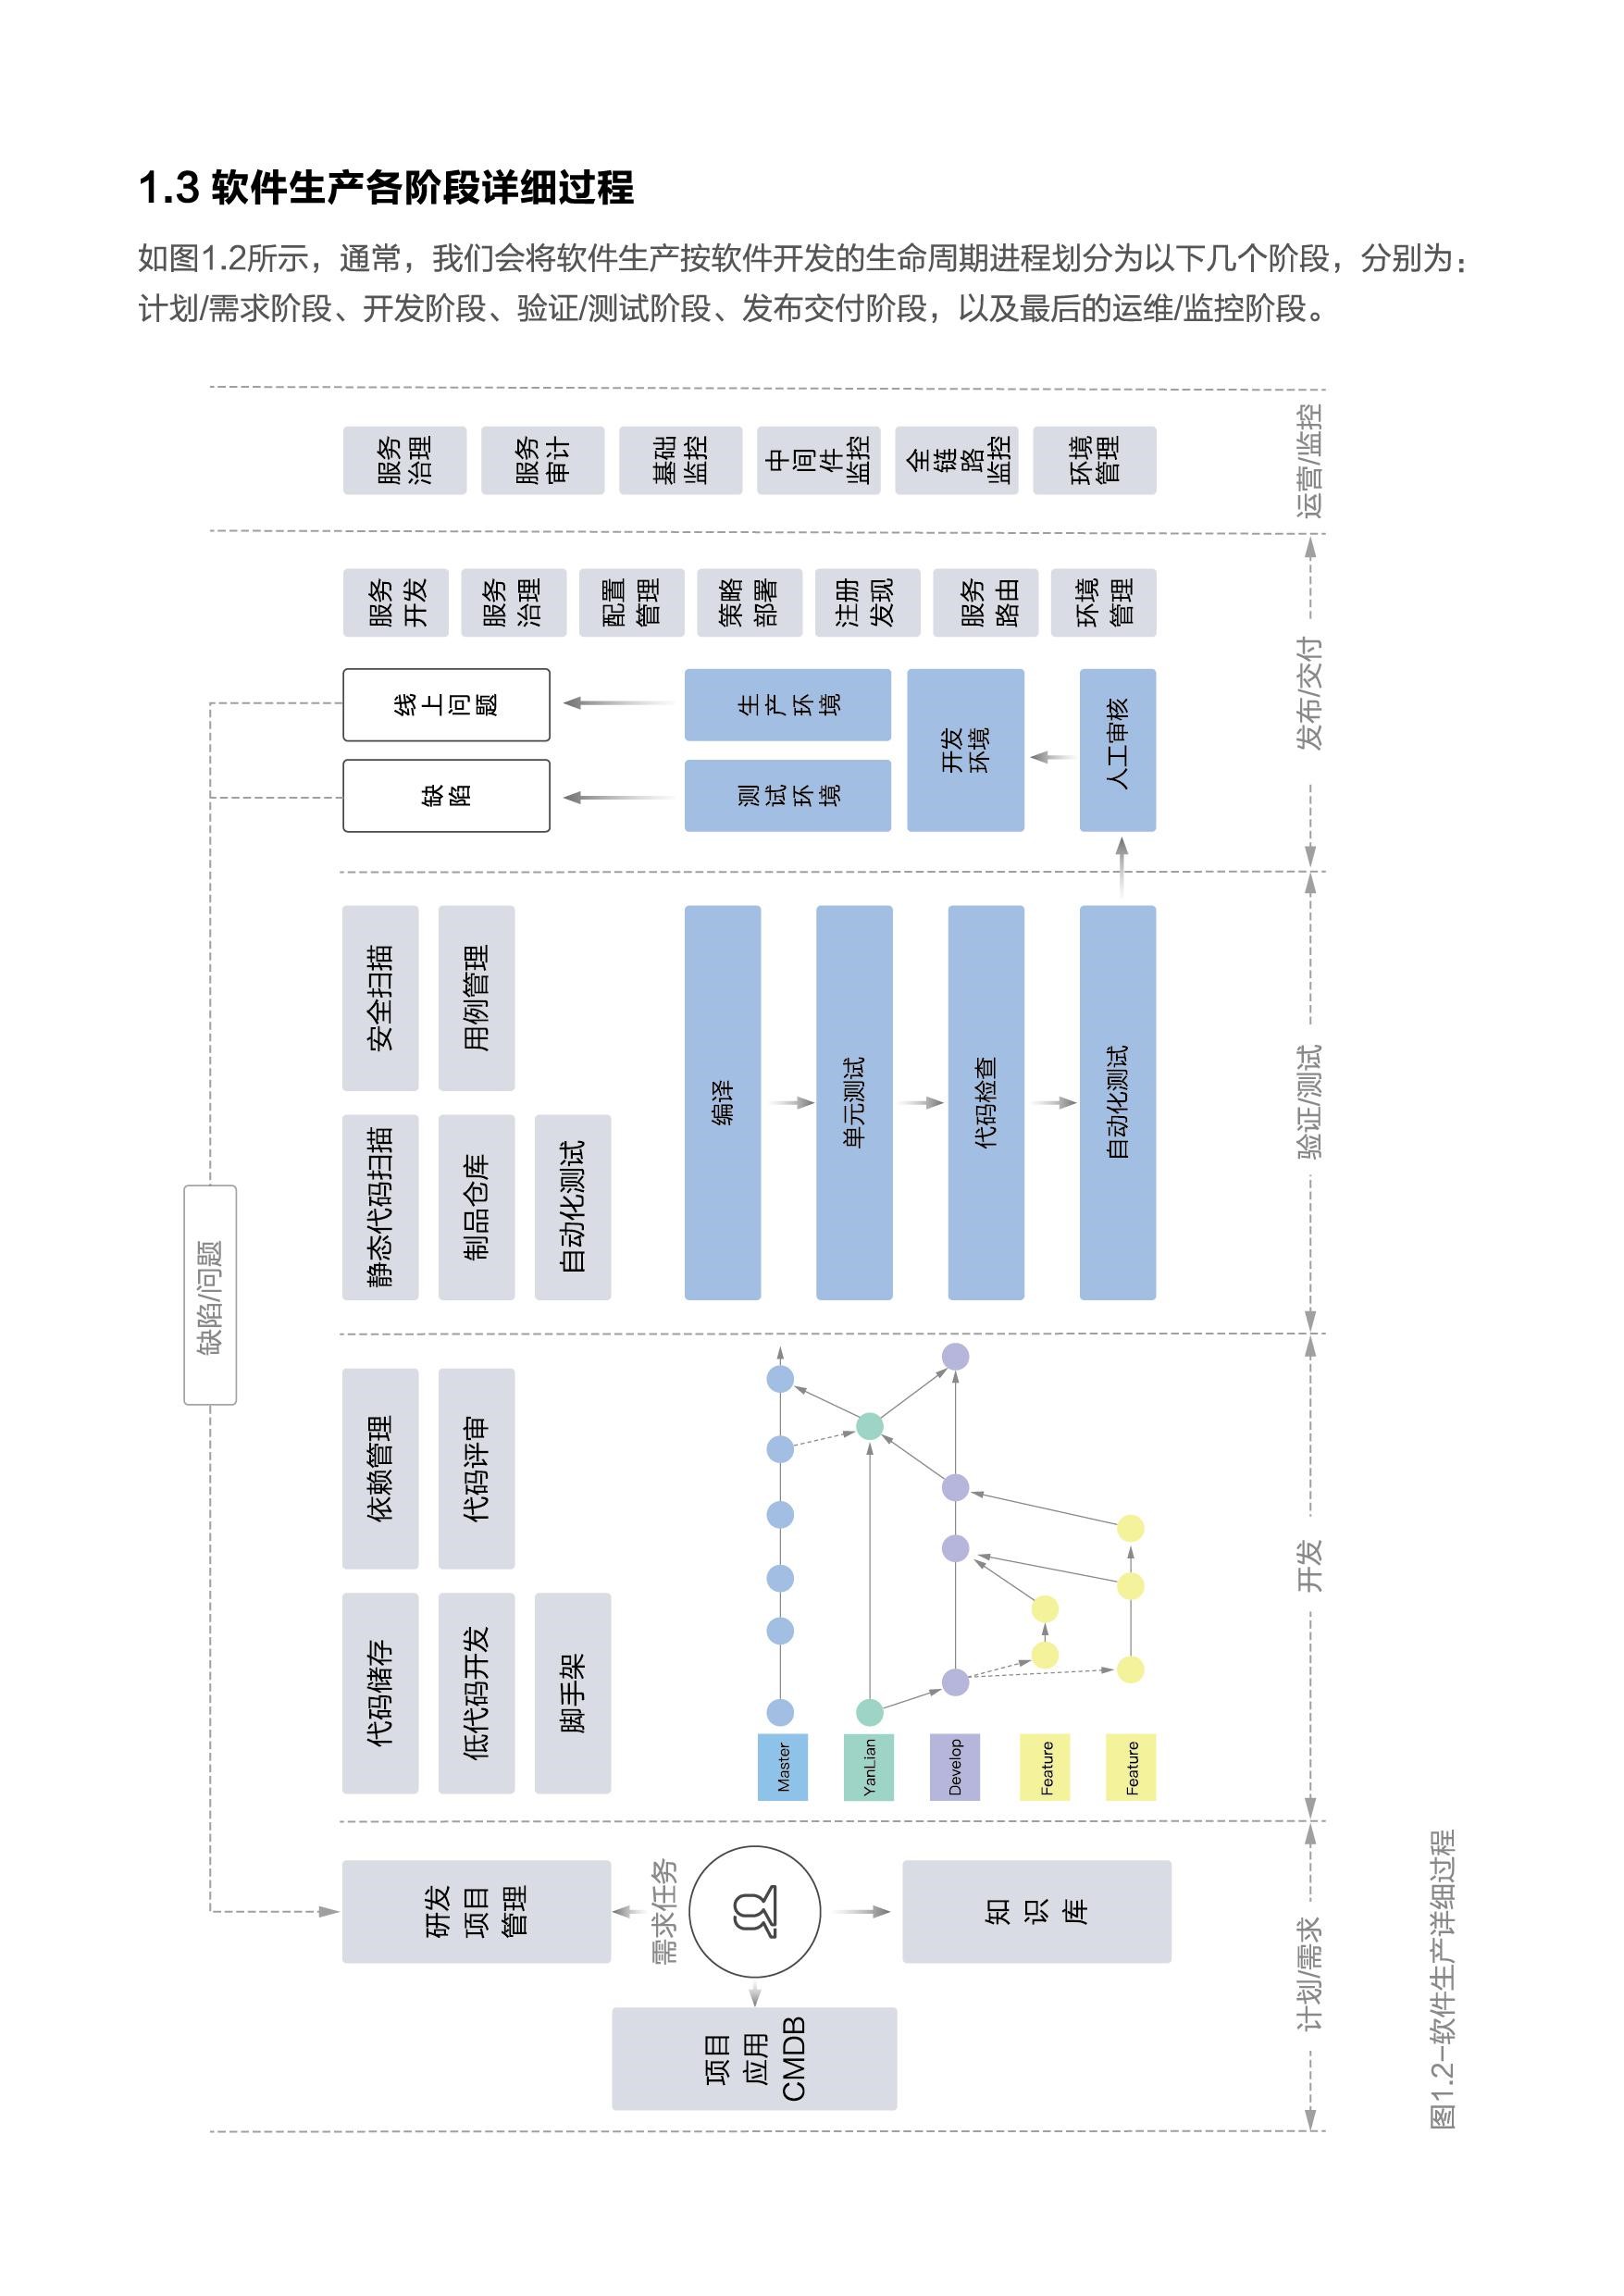 1.3 软件生产各阶段详细过程
如图1.2所示，通常，我们会将软件生产按软件开发的生命周期进程划分为以下几个阶段，分别为：
计划/需求阶段、开发阶段、验证/测试阶段、发布交付阶段，以及最后的运维/监控阶段。
缺陷/问题
研发
项目
管理
需求任务
项目
应用
CMDB
知
识
库
计划/需求
代码储存
依赖管理
低代码开发
代码评审
脚手架
Master
YanLian
Develop
Feature
Feature
开发
静态代码扫描
安全扫描
制品仓库
用例管理
自动化测试
编译
单元测试
代码检查
自动化测试
验证/测试
缺
陷
线上问题
测试环境
生产环境
开发
环境
人工审核
服务
开发
服务
治理
配置
管理
策略
部署
注册
发现
服务
路由
环境
管理
发布/交付
服务
治理
服务
审计
基础
监控
中间件
监控
全链路
监控
环境
管理
运营/监控
图1.2-软件生产详细过程